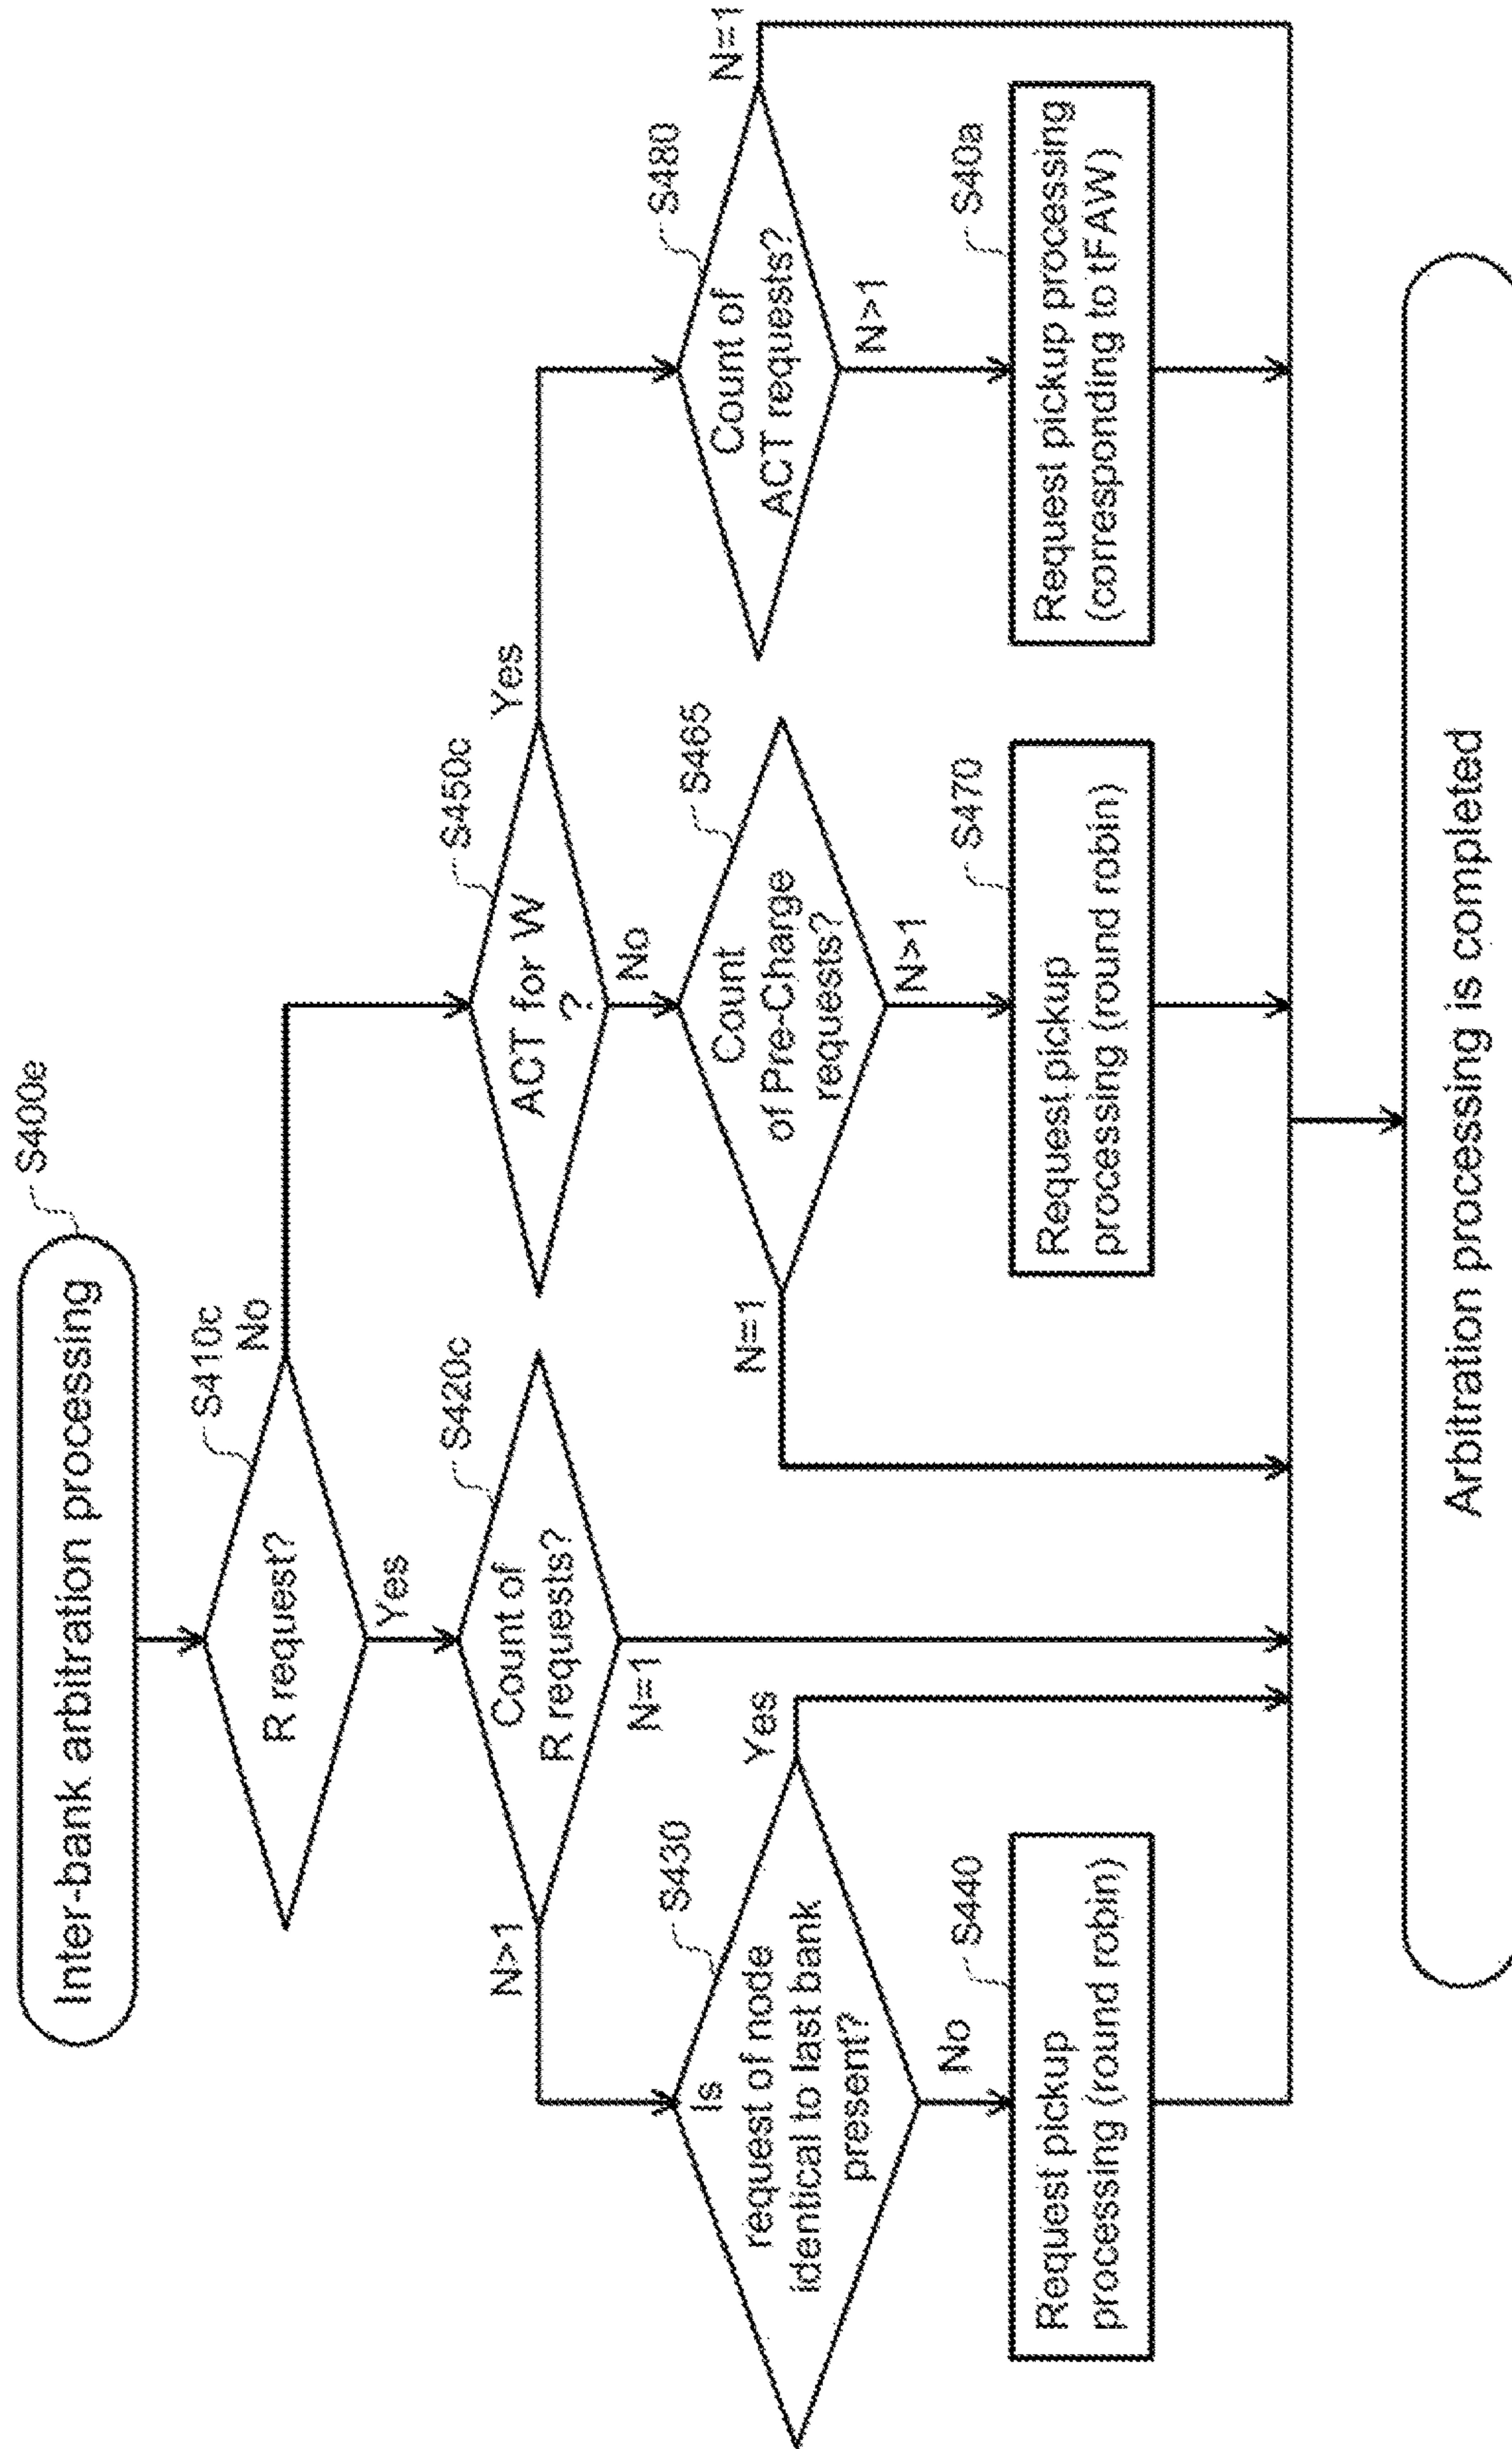 S400e
Inter-bank arbitration processing
S410c
R request?
No
Yes
S420c
Count of
R requests?
N>1
N=1
S430
Is
request of node
identical to last bank
present?
Yes
No
S440
Request pickup
processing (round robin)
S450c
ACT for W
?
Yes
No
S465
Count
of Pre-Charge
requests?
N=1
N>1
S470
Request pickup
processing (round robin)
S480
Count of
ACT requests?
N=1
N>1
S40a
Request pickup processing
(corresponding to tFAW)
Arbitration processing is completed